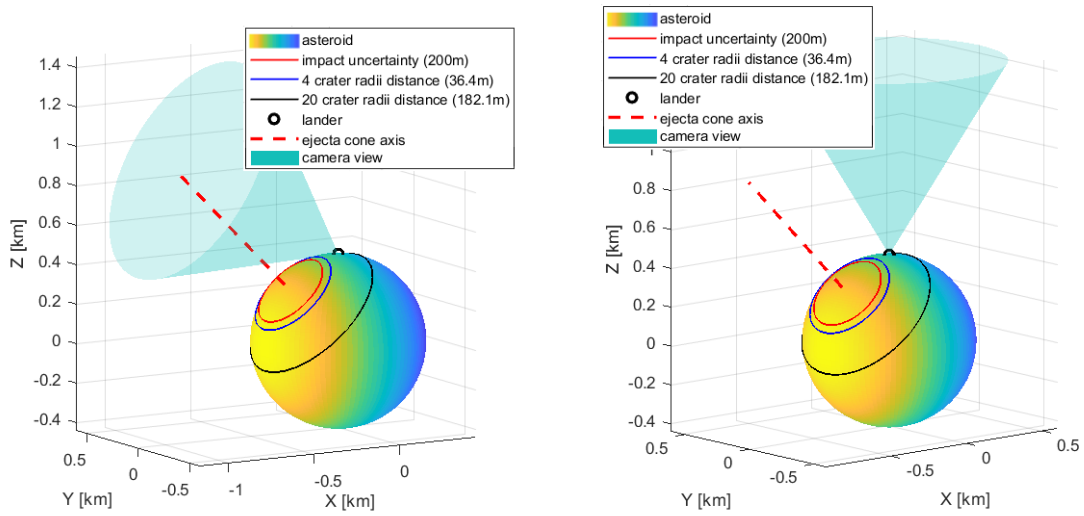 1.4
1.2
1
0.8
0.6
0.4
0.2
0
-0.2
-0.4
Z [km]
0.5
0
-0.5
Y [km]
-1
-0.5
0
X [km]
asteroid
impact uncertainty (200m)
4 crater radii distance (36.4m)
20 crater radii distance (182.1m)
lander
ejecta cone axis
camera view
asteroid
impact uncertainty (200m)
4 crater radii distance (36.4m)
20 crater radii distance (182.1m)
lander
ejecta cone axis
camera view
0.8
0.6
0.4
0.2
0
-0.2
-0.4
Z [km]
0.5
0
-0.5
Y [km]
-0.5
0
0.5
X [km]